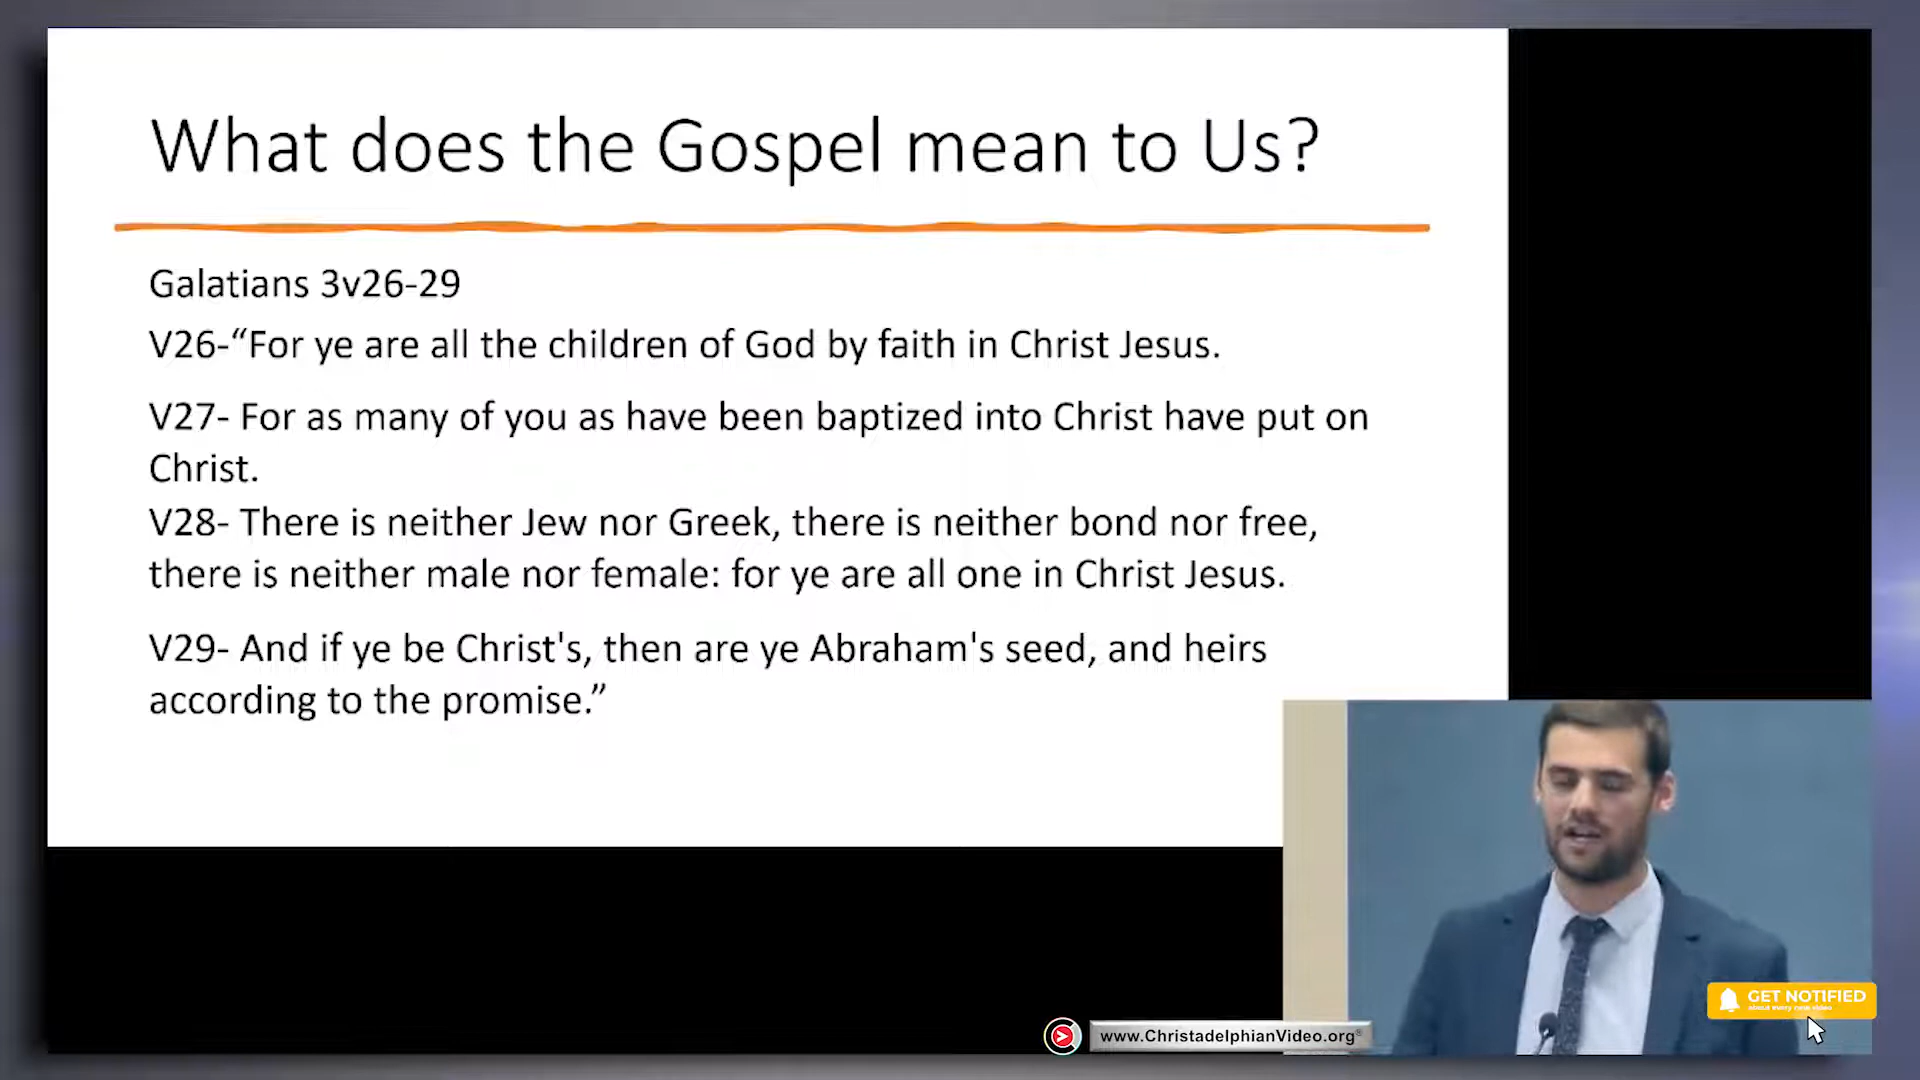 What does the Gospel mean to Us?
Galatians 3v26-29
V26-“For ye are all the children of God by faith in Christ Jesus.
V27- For as many of you as have been baptized into Christ have put on
Christ.
V28- There is neither Jew nor Greek, there is neither bond nor free,
there is neither male nor female: for ye are all one in Christ Jesus.
V29- And if ye be Christ's, then are ye Abraham's seed, and heirs
according to the promise.”
GET NOTIFIED
about every new video
www.ChristadelphianVideo.org®